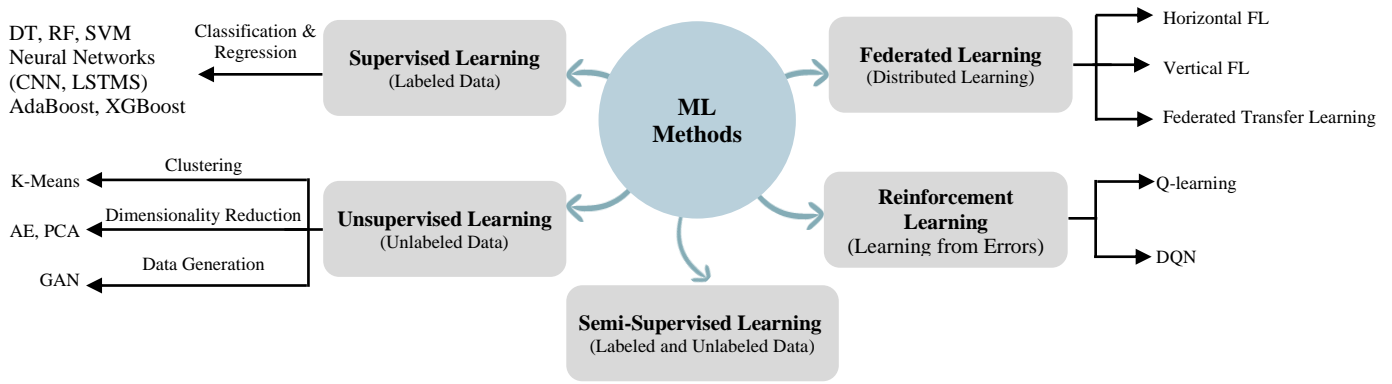 DT, RF, SVM
Neural Networks
(CNN, LSTMS)
AdaBoost, XGBoost
Classification &
Regression
Supervised Learning
(Labeled Data)
ML
Methods
Federated Learning
(Distributed Learning)
Horizontal FL
Vertical FL
Federated Transfer Learning
K-Means
Clustering
AE, PCA
Dimensionality Reduction
GAN
Data Generation
Unsupervised Learning
(Unlabeled Data)
Reinforcement
Learning
(Learning from Errors)
Q-learning
DQN
Semi-Supervised Learning
(Labeled and Unlabeled Data)